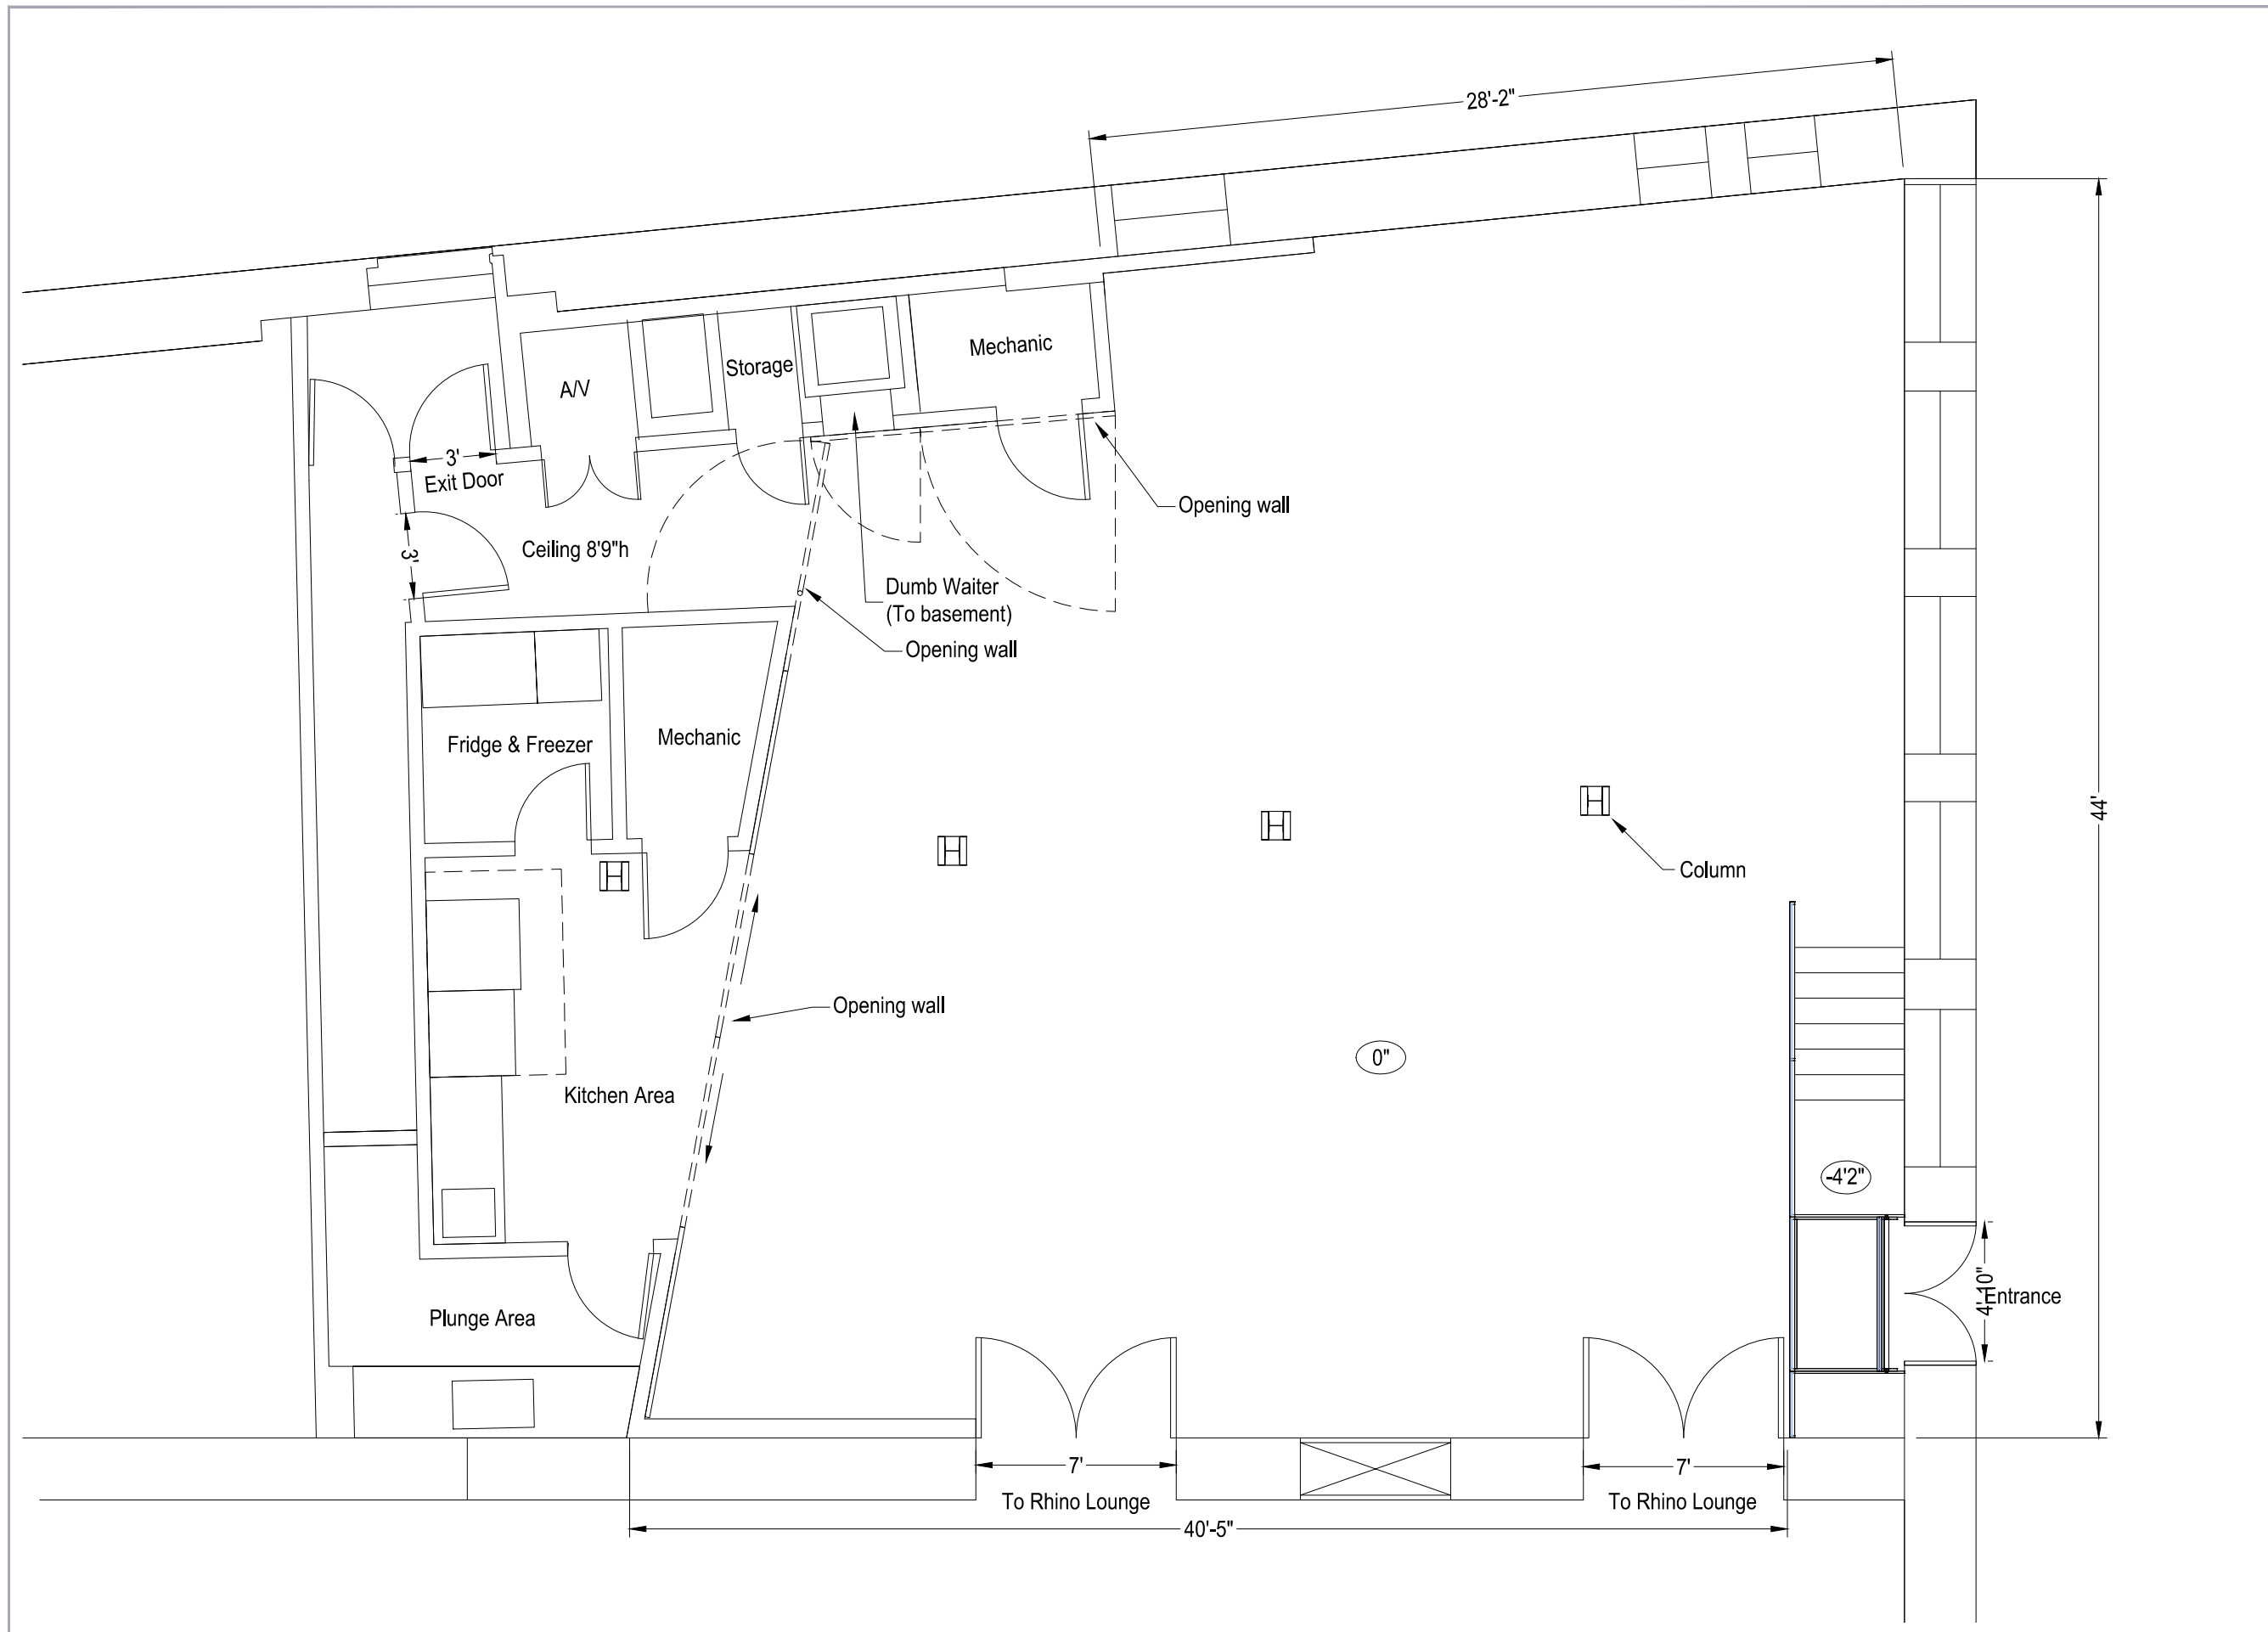 28'-2"
Mechanic
Storage
A/V
3'
Exit Door
Opening wall
3'
Ceiling 8'9"h
Dumb Waiter
(To basement)
Opening wall
Fridge & Freezer
Mechanic
44'
Column
Opening wall
0"
Kitchen Area
-4'2"
4'-10"
Entrance
Plunge Area
7'
7'
To Rhino Lounge
To Rhino Lounge
40'-5"